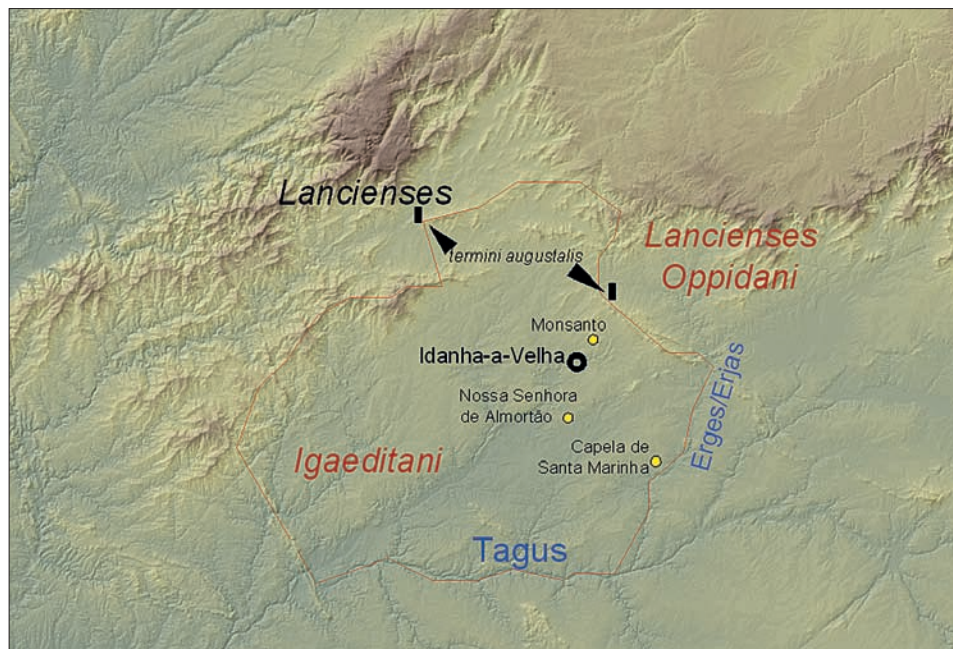 Lancienses
termini augustalis
Lancienses
Oppidani
Monsanto
Idanha-a-Velha
Nossa Senhora
de Almortão
Erges/Erjas
Capela de
Santa Marinha
Igaeditani
Tagus